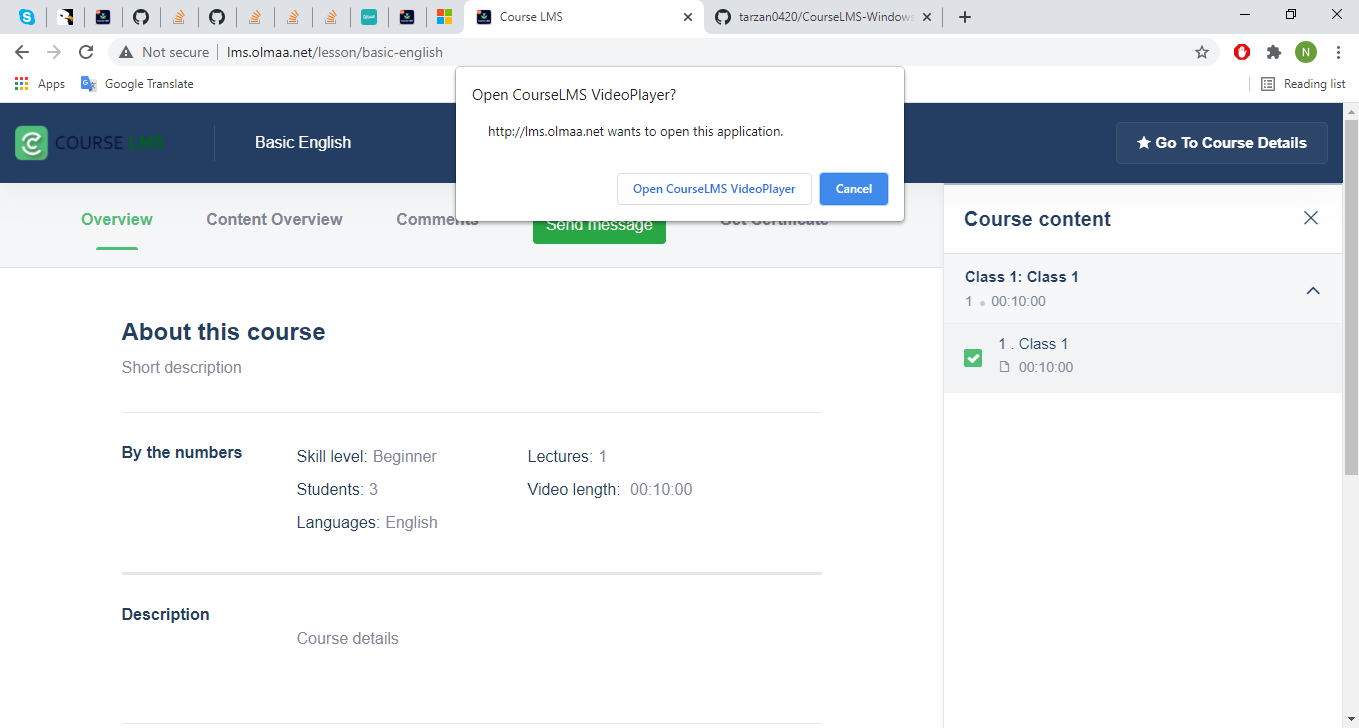 Course LMS
tarzan0420/CourseLMS-Windows
Not secure
lms.olmaa.net/lesson/basic-english
N
Apps
Google Translate
Reading list
Open CourseLMS VideoPlayer?
http://lms.olmaa.net wants to open this application.
Open CourseLMS VideoPlayer
Cancel
COURSE LMS
Basic English
Go To Course Details
Overview
Content Overview
Comments
Send message
Get Certificate
Course content
Class 1: Class 1
1 00:10:00
1 . Class 1
00:10:00
About this course
Short description
By the numbers
Skill level: Beginner
Lectures: 1
Students: 3
Video length: 00:10:00
Languages: English
Description
Course details